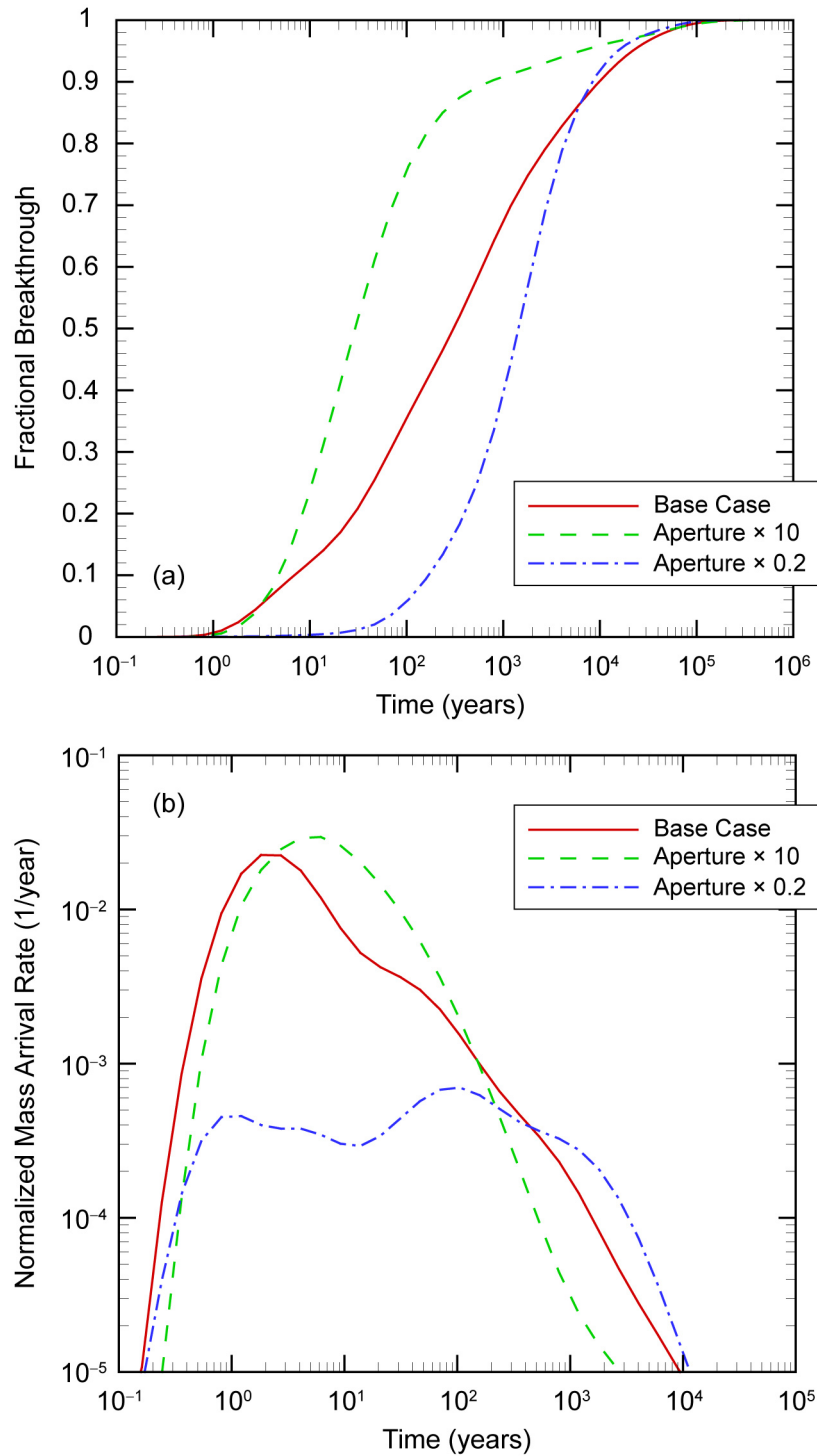 1
0.9
0.8
0.7
0.6
0.5
0.4
0.3
0.2
0.1
0
Fractional Breakthrough
(a)
Base Case
Aperture × 10
Aperture × 0.2
10⁻¹ 10⁰ 10¹ 10² 10³ 10⁴ 10⁵ 10⁶
Time (years)
10⁻¹
10⁻²
10⁻³
10⁻⁴
10⁻⁵
Normalized Mass Arrival Rate (1/year)
(b)
Base Case
Aperture × 10
Aperture × 0.2
10⁻¹ 10⁰ 10¹ 10² 10³ 10⁴ 10⁵
Time (years)